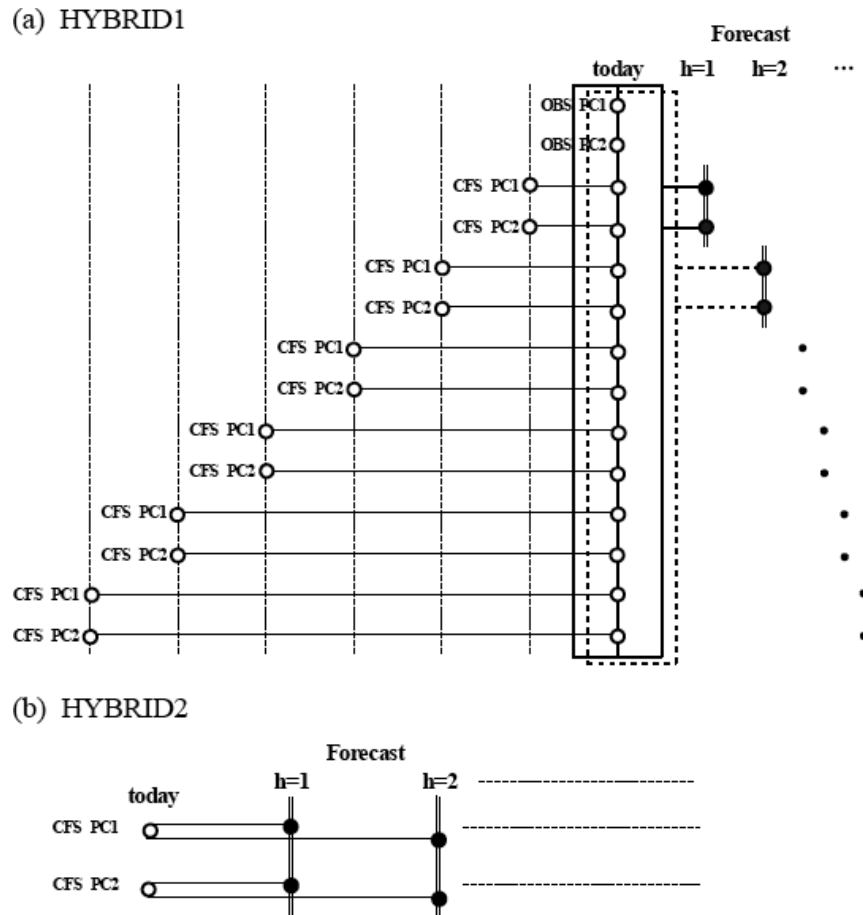 (a) HYBRID1
Forecast
today h=1 h=2 ...
OBS PC1
OBS PC2
CFS PC1
CFS PC2
CFS PC1
CFS PC2
CFS PC1
CFS PC2
CFS PC1
CFS PC2
CFS PC1
CFS PC2
CFS PC1
CFS PC2
(b) HYBRID2
Forecast
today h=1 h=2
CFS PC1
CFS PC2